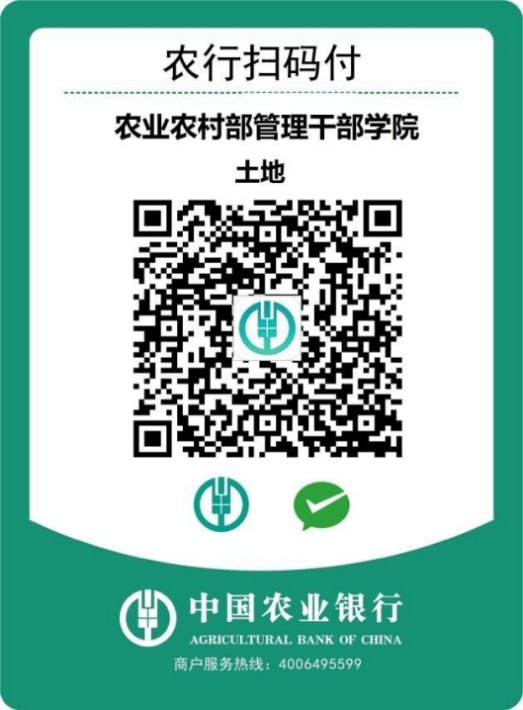 农行扫码付
农业农村部管理干部学院
土地
中国农业银行
AGRICULTURAL BANK OF CHINA
商户服务热线：4006495599